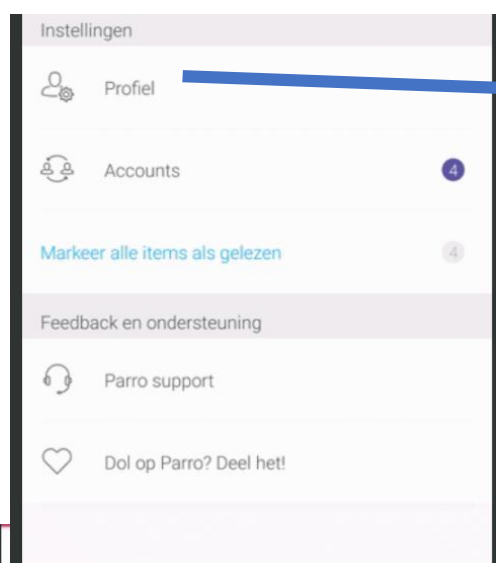 Instellingen
Profiel
Accounts 4
Markeer alle items als gelezen 4
Feedback en ondersteuning
Parro support
Dol op Parro? Deel het!